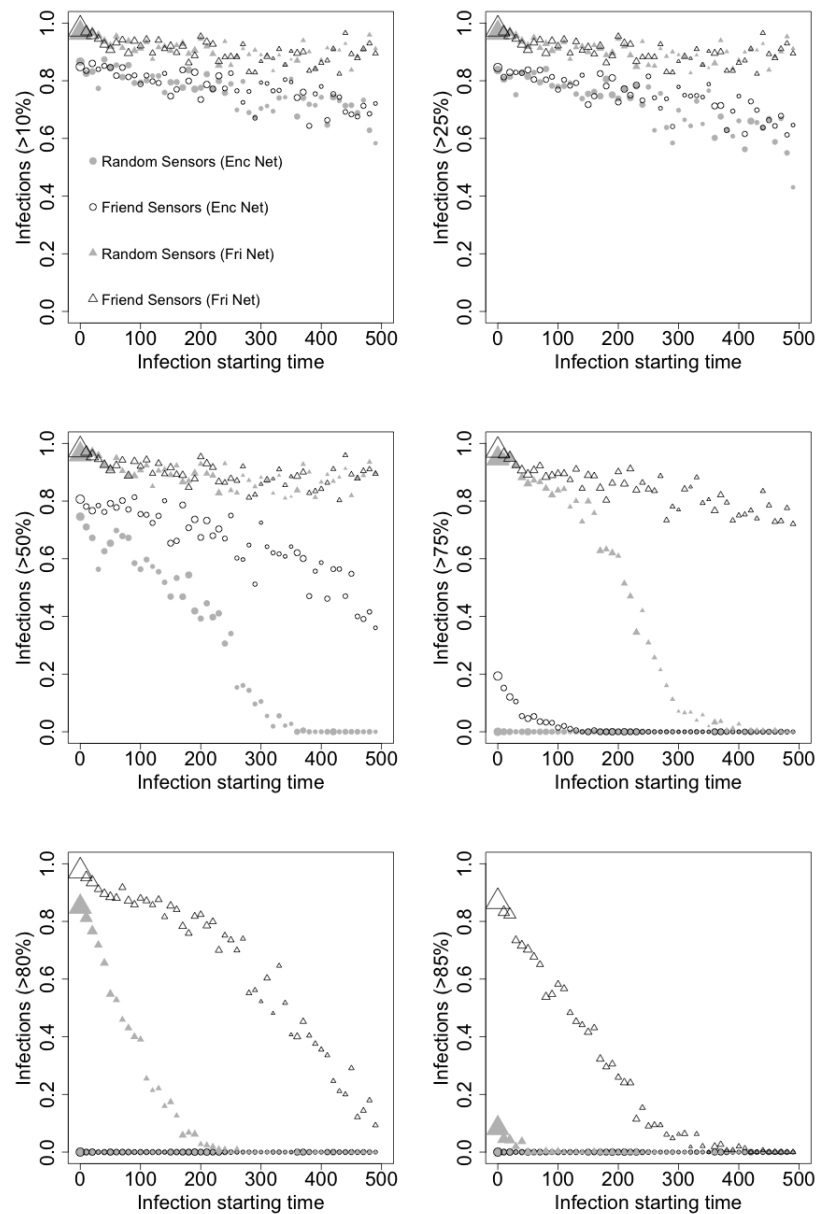 Infections (>10%)
1.0
0.8
0.6
0.4
0.2
0.0
Random Sensors (Enc Net)
Friend Sensors (Enc Net)
Random Sensors (Fri Net)
Friend Sensors (Fri Net)
0 100 200 300 400 500
Infection starting time
Infections (>25%)
1.0
0.8
0.6
0.4
0.2
0.0
0 100 200 300 400 500
Infection starting time
Infections (>50%)
1.0
0.8
0.6
0.4
0.2
0.0
0 100 200 300 400 500
Infection starting time
Infections (>75%)
1.0
0.8
0.6
0.4
0.2
0.0
0 100 200 300 400 500
Infection starting time
Infections (>80%)
1.0
0.8
0.6
0.4
0.2
0.0
0 100 200 300 400 500
Infection starting time
Infections (>85%)
1.0
0.8
0.6
0.4
0.2
0.0
0 100 200 300 400 500
Infection starting time